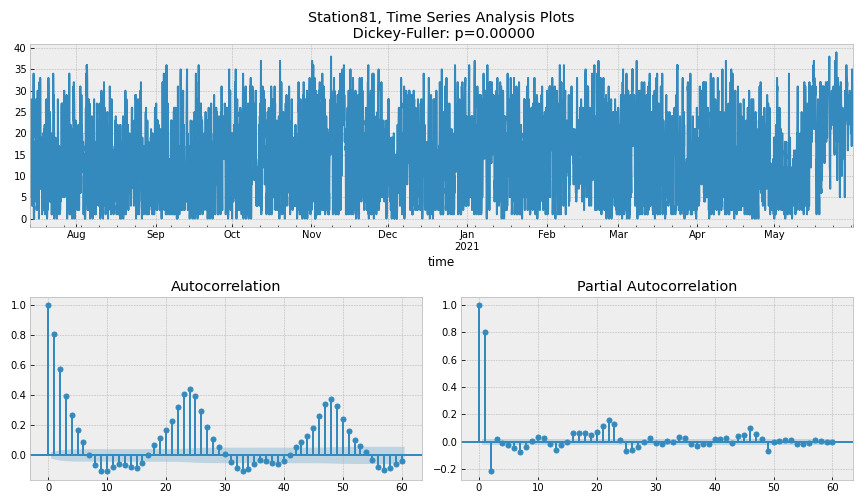 Station81, Time Series Analysis Plots
Dickey-Fuller: p=0.00000
40
35
30
25
20
15
10
5
0
Aug Sep Oct Nov Dec Jan Feb Mar Apr May
2021
time
Autocorrelation Partial Autocorrelation
1.0 1.0
0.8 0.8
0.6 0.6
0.4 0.4
0.2 0.2
0.0 0.0
−0.2
0 10 20 30 40 50 60 0 10 20 30 40 50 60